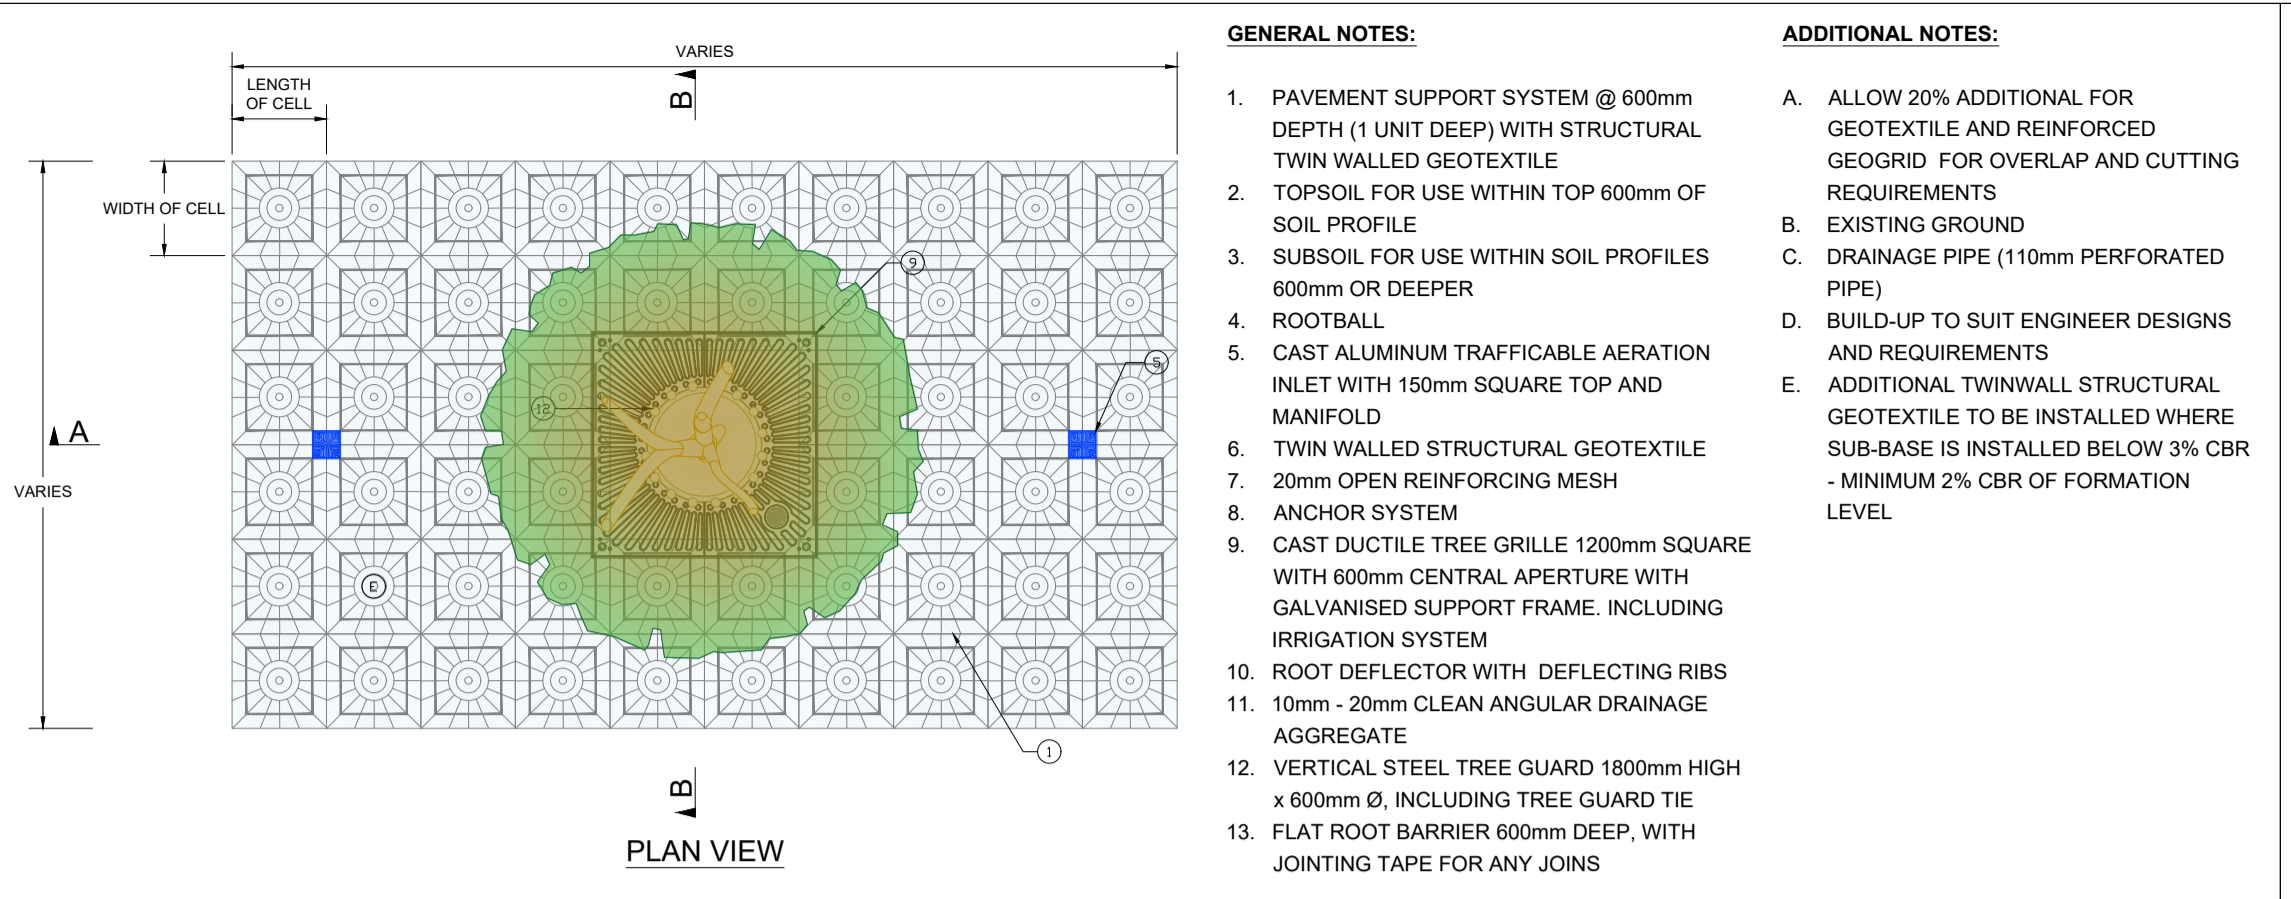 VARIES
LENGTH
OF CELL
B
WIDTH OF CELL
9
5
12
A
VARIES
E
1
B
PLAN VIEW
GENERAL NOTES:
1. PAVEMENT SUPPORT SYSTEM @ 600mm
DEPTH (1 UNIT DEEP) WITH STRUCTURAL
TWIN WALLED GEOTEXTILE
2. TOPSOIL FOR USE WITHIN TOP 600mm OF
SOIL PROFILE
3. SUBSOIL FOR USE WITHIN SOIL PROFILES
600mm OR DEEPER
4. ROOTBALL
5. CAST ALUMINUM TRAFFICABLE AERATION
INLET WITH 150mm SQUARE TOP AND
MANIFOLD
6. TWIN WALLED STRUCTURAL GEOTEXTILE
7. 20mm OPEN REINFORCING MESH
8. ANCHOR SYSTEM
9. CAST DUCTILE TREE GRILLE 1200mm SQUARE
WITH 600mm CENTRAL APERTURE WITH
GALVANISED SUPPORT FRAME. INCLUDING
IRRIGATION SYSTEM
10. ROOT DEFLECTOR WITH DEFLECTING RIBS
11. 10mm - 20mm CLEAN ANGULAR DRAINAGE
AGGREGATE
12. VERTICAL STEEL TREE GUARD 1800mm HIGH
x 600mm Ø, INCLUDING TREE GUARD TIE
13. FLAT ROOT BARRIER 600mm DEEP, WITH
JOINTING TAPE FOR ANY JOINS
ADDITIONAL NOTES:
A. ALLOW 20% ADDITIONAL FOR
GEOTEXTILE AND REINFORCED
GEOGRID FOR OVERLAP AND CUTTING
REQUIREMENTS
B. EXISTING GROUND
C. DRAINAGE PIPE (110mm PERFORATED
PIPE)
D. BUILD-UP TO SUIT ENGINEER DESIGNS
AND REQUIREMENTS
E. ADDITIONAL TWINWALL STRUCTURAL
GEOTEXTILE TO BE INSTALLED WHERE
SUB-BASE IS INSTALLED BELOW 3% CBR
- MINIMUM 2% CBR OF FORMATION
LEVEL